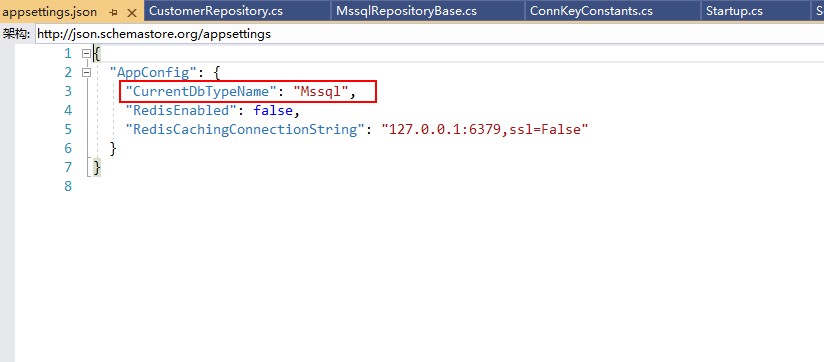 appsettings.json CustomerRepository.cs MssqlRepositoryBase.cs ConnKeyConstants.cs Startup.cs S
架构: http://json.schemastore.org/appsettings
1 {
2 "AppConfig": {
3 "CurrentDbTypeName": "Mssql",
4 "RedisEnabled": false,
5 "RedisCachingConnectionString": "127.0.0.1:6379,ssl=False"
6 }
7 }
8